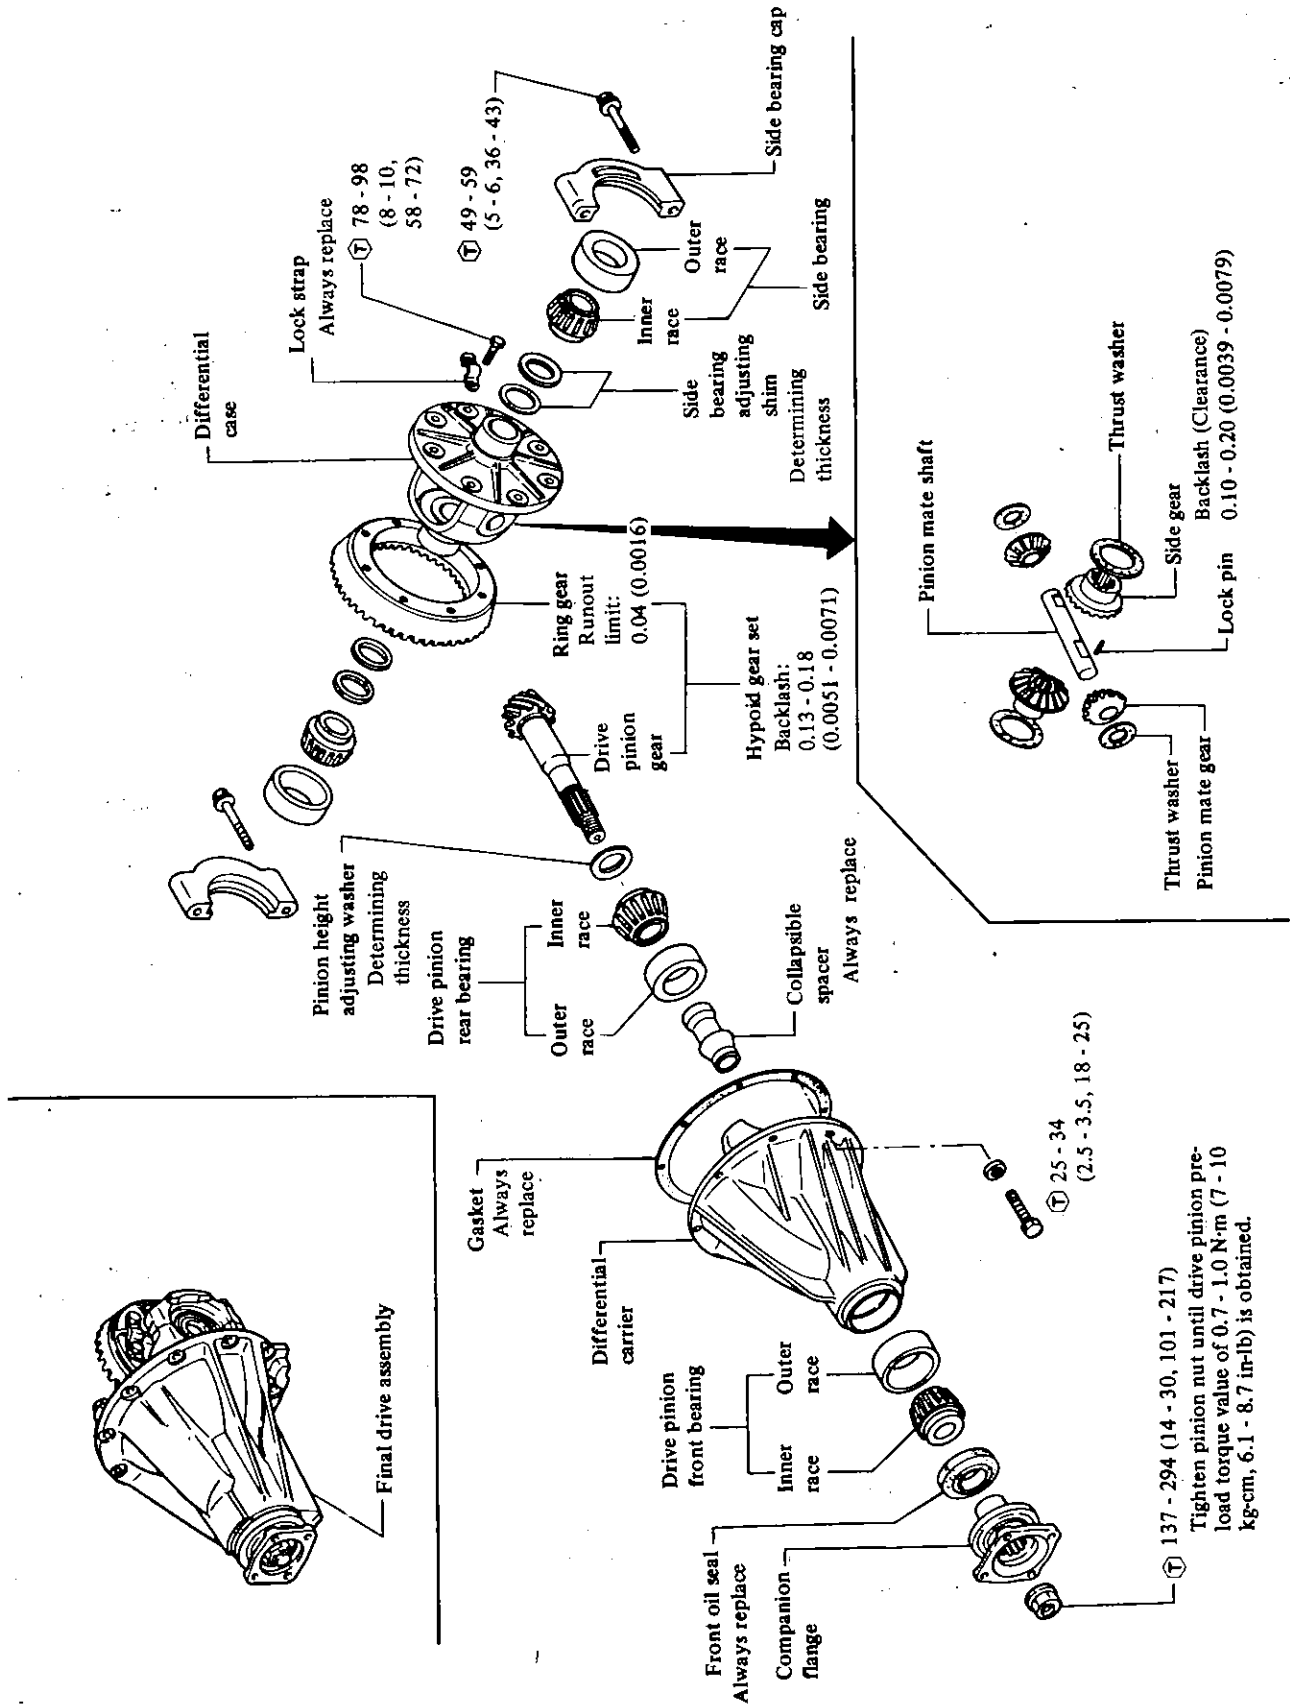 Final drive assembly
Differential
case
Lock strap
Always replace
Ⓣ 78 - 98
(8 - 10,
58 - 72)
Ⓣ 49 - 59
(5 - 6, 36 - 43)
Side bearing cap
Outer
race
Inner
race
Side bearing
Side
bearing
adjusting
shim
Determining
thickness
Ring gear
Runout
limit:
0.04 (0.0016)
Drive
pinion
gear
Hypoid gear set
Backlash:
0.13 - 0.18
(0.0051 - 0.0071)
Pinion height
adjusting washer
Determining
thickness
Drive pinion
rear bearing
Inner
race
Outer
race
Collapsible
spacer
Always replace
Gasket
Always
replace
Differential
carrier
Ⓣ 25 - 34
(2.5 - 3.5, 18 - 25)
Drive pinion
front bearing
Outer
race
Inner
race
Front oil seal
Always replace
Companion
flange
Ⓣ 137 - 294 (14 - 30, 101 - 217)
Tighten pinion nut until drive pinion pre-
load torque value of 0.7 - 1.0 N·m (7 - 10
kg-cm, 6.1 - 8.7 in-lb) is obtained.
Pinion mate shaft
Thrust washer
Side gear
Backlash (Clearance)
0.10 - 0.20 (0.0039 - 0.0079)
Lock pin
Thrust washer
Pinion mate gear